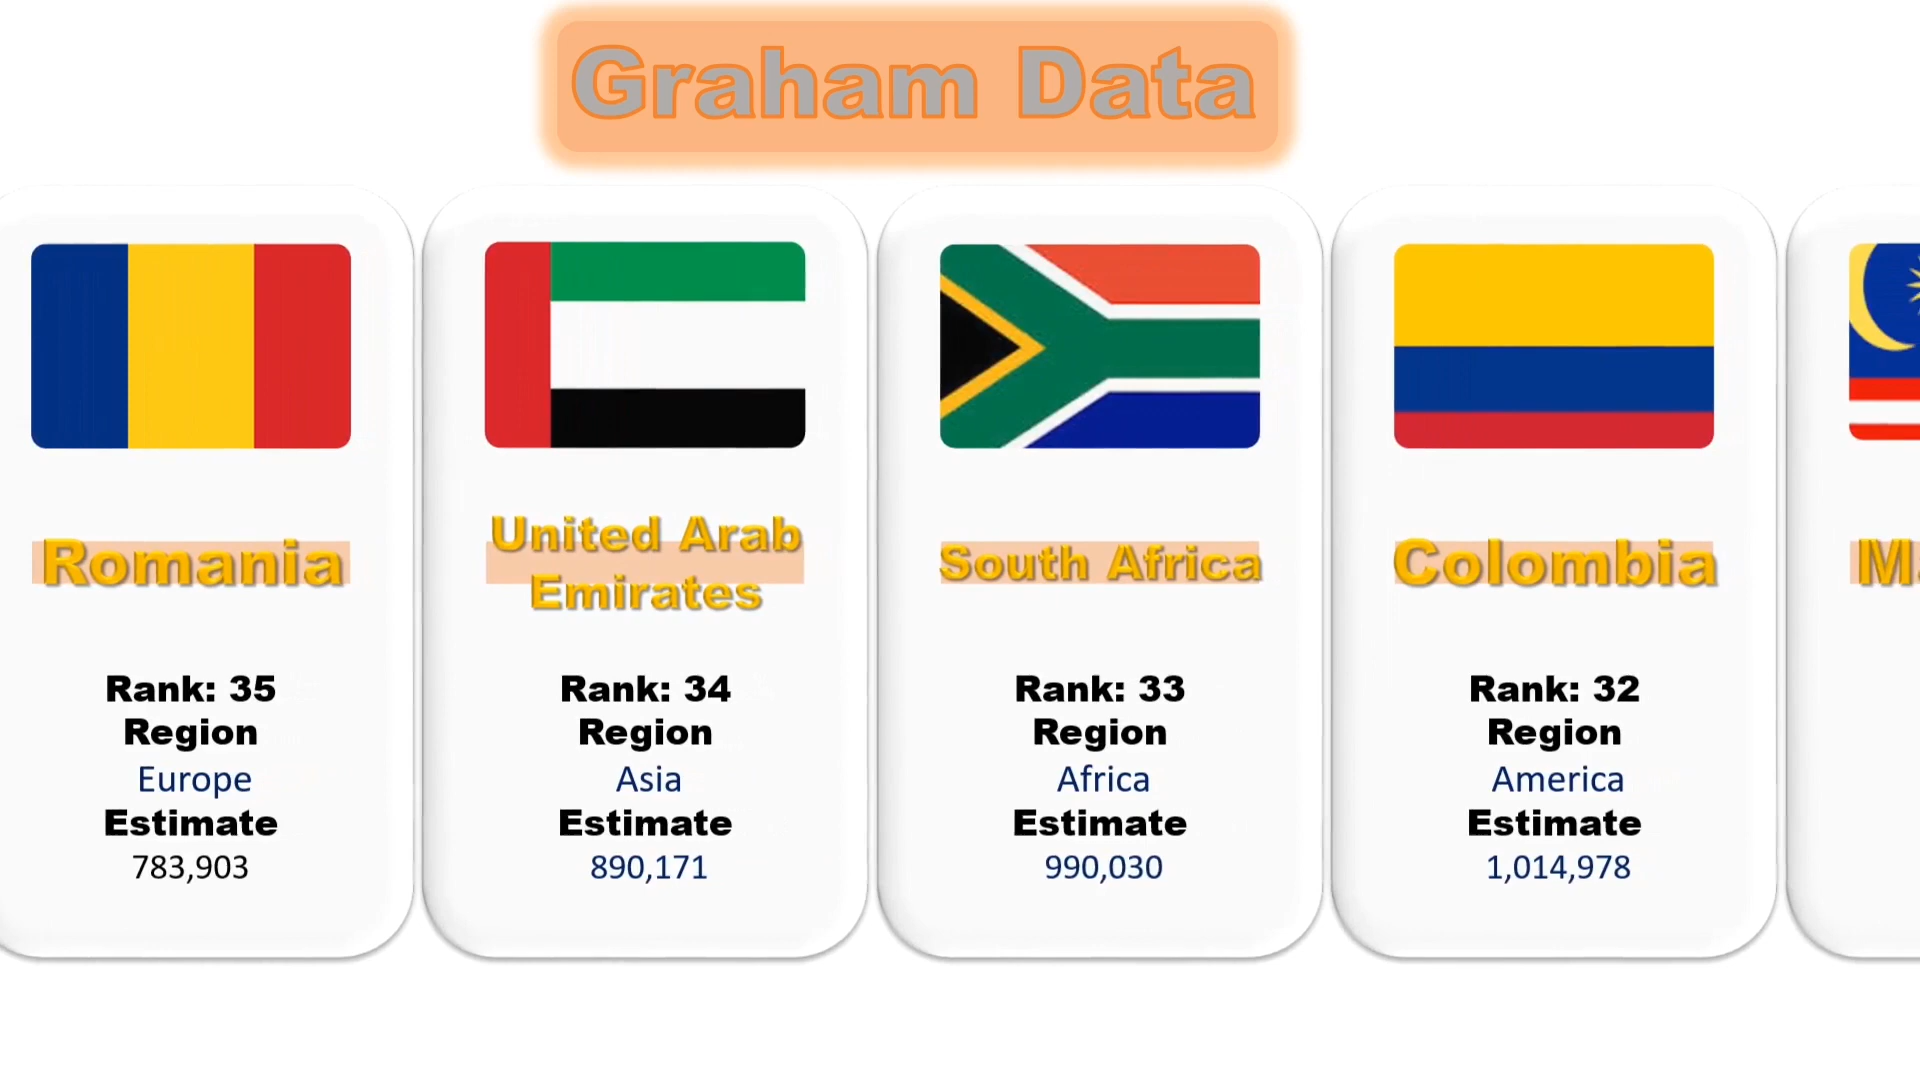 Graham Data
Romania
Rank: 35
Region
Europe
Estimate
783,903
United Arab
Emirates
Rank: 34
Region
Asia
Estimate
890,171
South Africa
Rank: 33
Region
Africa
Estimate
990,030
Colombia
Rank: 32
Region
America
Estimate
1,014,978